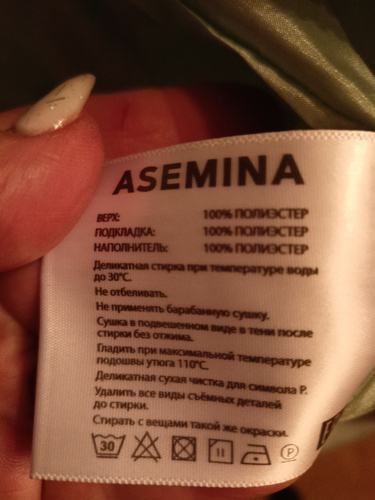 ASEMINA
ВЕРХ: 100% ПОЛИЭСТЕР
ПОДКЛАДКА: 100% ПОЛИЭСТЕР
НАПОЛНИТЕЛЬ: 100% ПОЛИЭСТЕР
Деликатная стирка при температуре воды
до 30°С.
Не отбеливать.
Не применять барабанную сушку.
Сушка в подвешенном виде в тени после
стирки без отжима.
Гладить при максимальной температуре
подошвы утюга 110°С.
Деликатная сухая чистка для символа Р.
Удалить все виды съёмных деталей
до стирки.
Стирать с вещами такой же окраски.
30 P